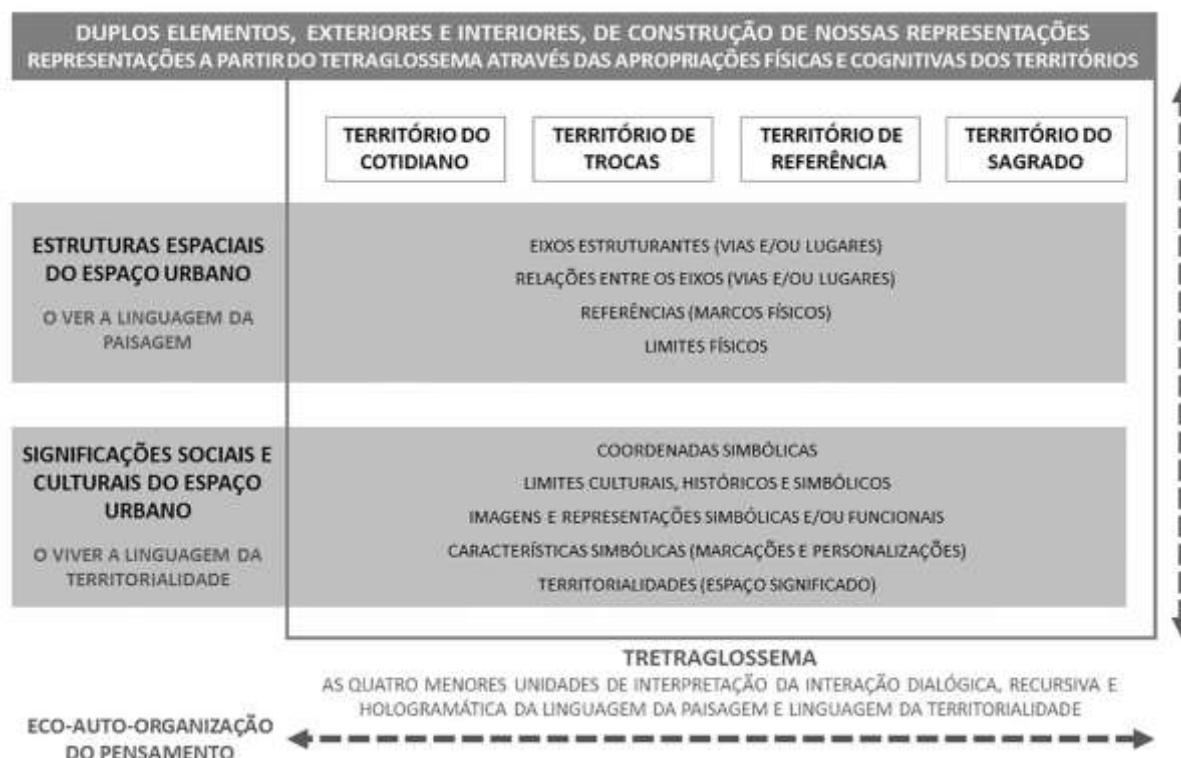 DUPLOS ELEMENTOS, EXTERIORES E INTERIORES, DE CONSTRUÇÃO DE NOSSAS REPRESENTAÇÕES
REPRESENTAÇÕES A PARTIR DO TETRAGLOSSEMA ATRAVÉS DAS APROPRIAÇÕES FÍSICAS E COGNITIVAS DOS TERRITÓRIOS
TERRITÓRIO DO
COTIDIANO
TERRITÓRIO DE
TROCAS
TERRITÓRIO DE
REFERÊNCIA
TERRITÓRIO DO
SAGRADO
ESTRUTURAS ESPACIAIS
DO ESPAÇO URBANO
O VER A LINGUAGEM DA
PAISAGEM
EIXOS ESTRUTURANTES (VIAS E/OU LUGARES)
RELAÇÕES ENTRE OS EIXOS (VIAS E/OU LUGARES)
REFERÊNCIAS (MARCOS FÍSICOS)
LIMITES FÍSICOS
SIGNIFICAÇÕES SOCIAIS E
CULTURAIS DO ESPAÇO
URBANO
O VIVER A LINGUAGEM DA
TERRITORIALIDADE
COORDENADAS SIMBÓLICAS
LIMITES CULTURAIS, HISTÓRICOS E SIMBÓLICOS
IMAGENS E REPRESENTAÇÕES SIMBÓLICAS E/OU FUNCIONAIS
CARACTERÍSTICAS SIMBÓLICAS (MARCAÇÕES E PERSONALIZAÇÕES)
TERRITORIALIDADES (ESPAÇO SIGNIFICADO)
TRETRAGLOSSEMA
AS QUATRO MENORES UNIDADES DE INTERPRETAÇÃO DA INTERAÇÃO DIALÓGICA, RECURSIVA E
HOLOGRAMÁTICA DA LINGUAGEM DA PAISAGEM E LINGUAGEM DA TERRITORIALIDADE
ECO-AUTO-ORGANIZAÇÃO
DO PENSAMENTO